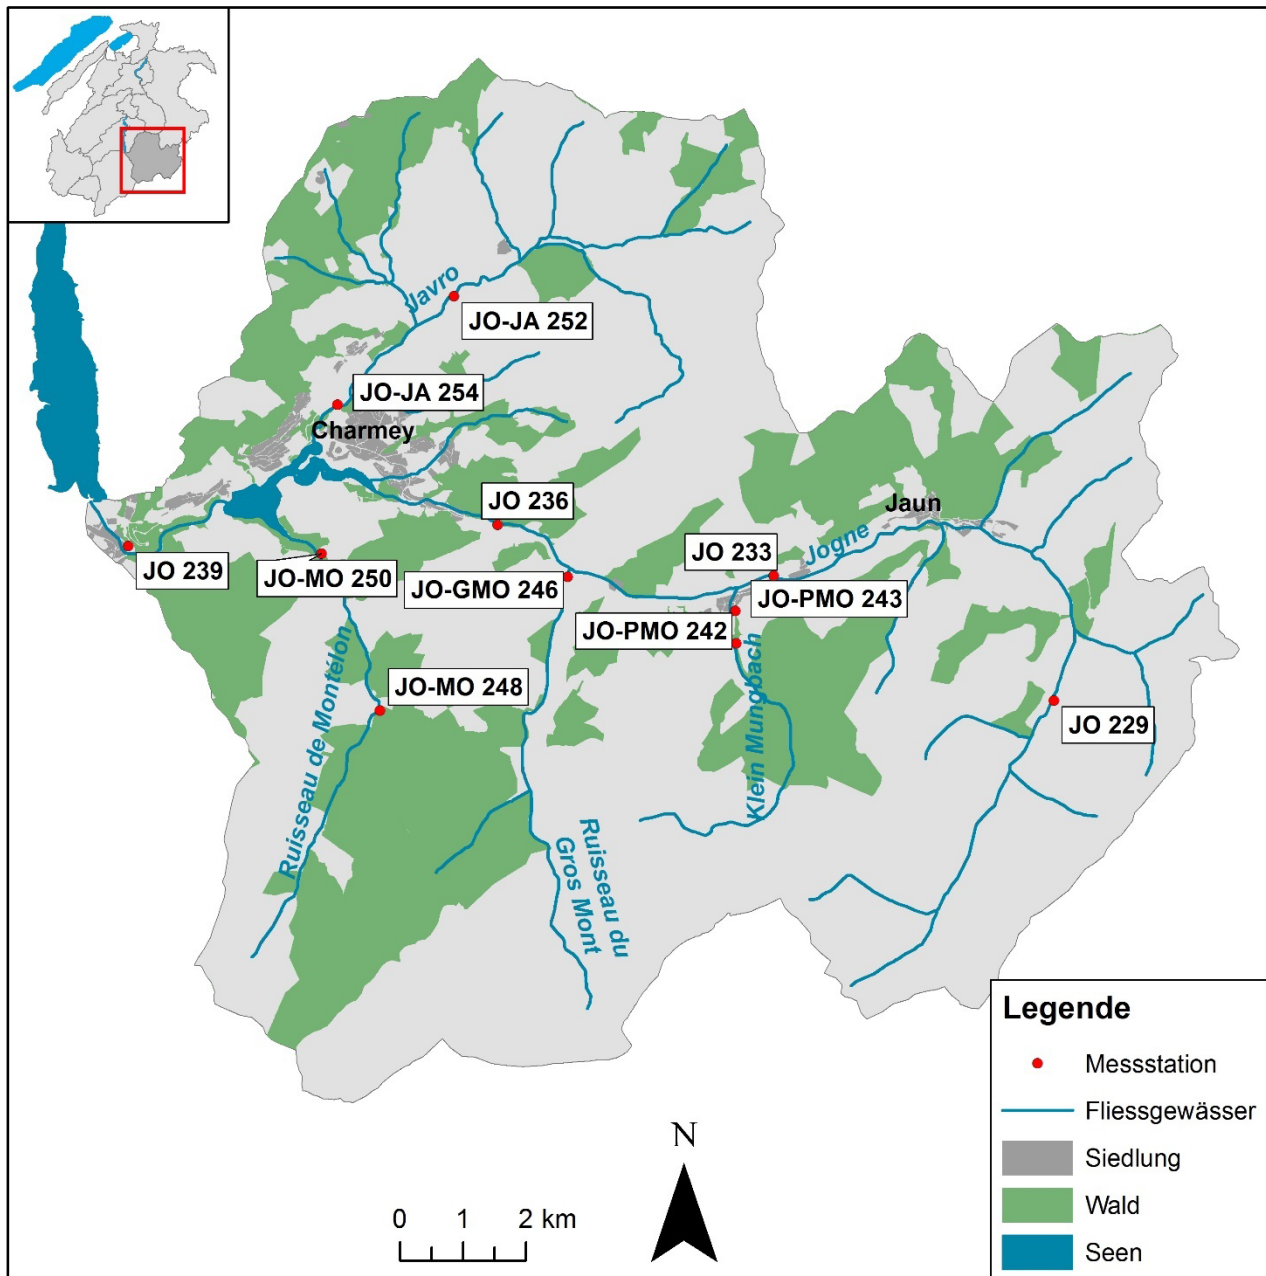 Javro
JO-JA 252
JO-JA 254
Charmey
JO 236
Jaun
JO 233
Jogne
JO 239
JO-MO 250
JO-GMO 246
JO-PMO 243
JO-PMO 242
JO-MO 248
JO 229
Ruisseau de Montélon
Klein Mungbach
Ruisseau du
Gros Mont
Legende
Messstation
Fliessgewässer
Siedlung
Wald
Seen
N
0 1 2 km